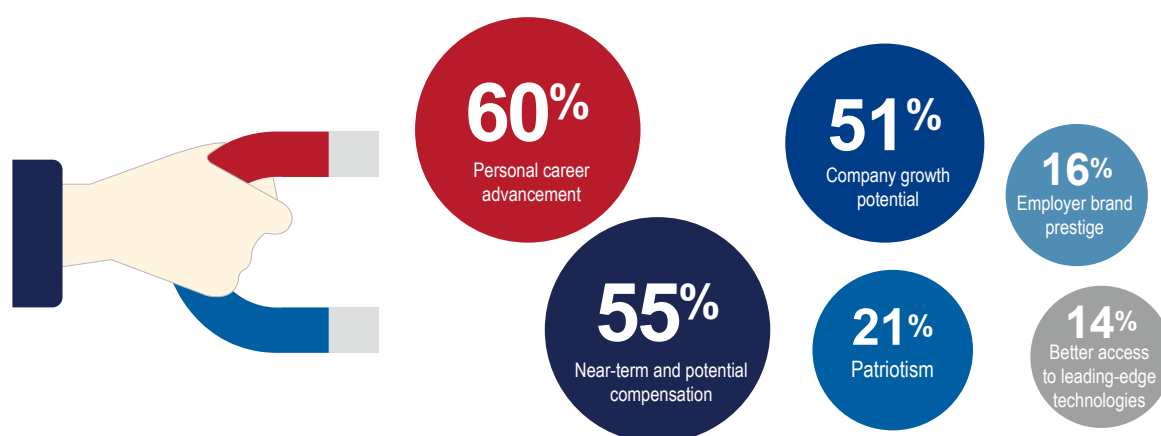 60%
Personal career
advancement
55%
Near-term and potential
compensation
51%
Company growth
potential
21%
Patriotism
16%
Employer brand
prestige
14%
Better access
to leading-edge
technologies